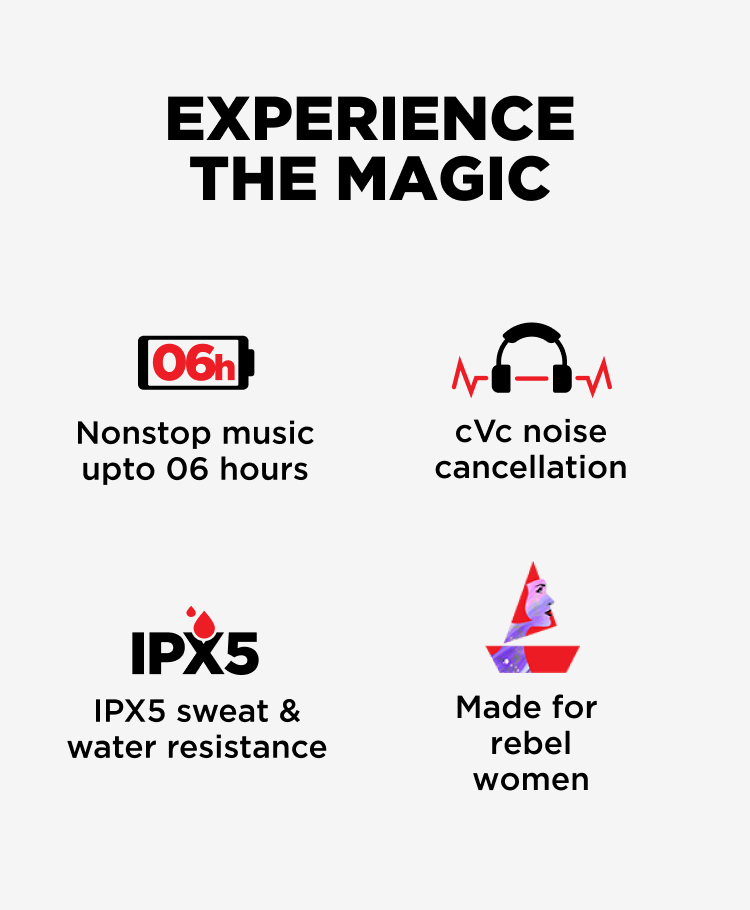 EXPERIENCE
THE MAGIC
06h
Nonstop music
upto 06 hours
cVc noise
cancellation
IPX5
IPX5 sweat &
water resistance
Made for
rebel
women